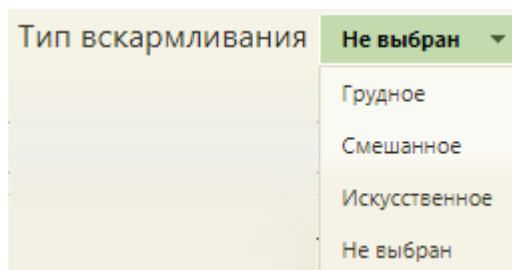 Тип вскармливания Не выбран
Грудное
Смешанное
Искусственное
Не выбран